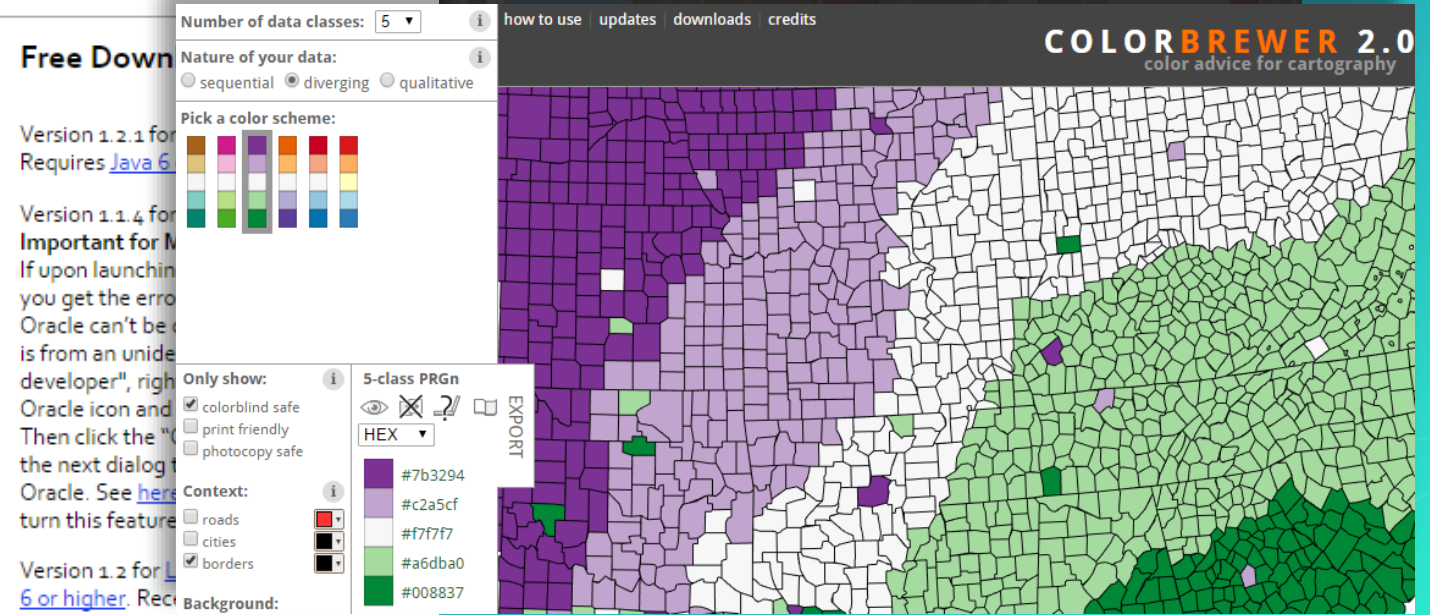 Free Down
Version 1.2.1 for
Requires Java 6
Version 1.1.4 for
Important for M
If upon launchin
you get the erro
Oracle can't be
is from an unide
developer", righ
Oracle icon and
Then click the "
the next dialog t
Oracle. See here
turn this feature
Version 1.2 for L
6 or higher. Rece
Number of data classes: 5
Nature of your data:
sequential diverging qualitative
Pick a color scheme:
Only show:
colorblind safe
print friendly
photocopy safe
Context:
roads
cities
borders
Background:
5-class PRGn
EXPORT
HEX
#7b3294
#c2a5cf
#f7f7f7
#a6dba0
#008837
how to use | updates | downloads | credits
COLORBREWER 2.0
color advice for cartography